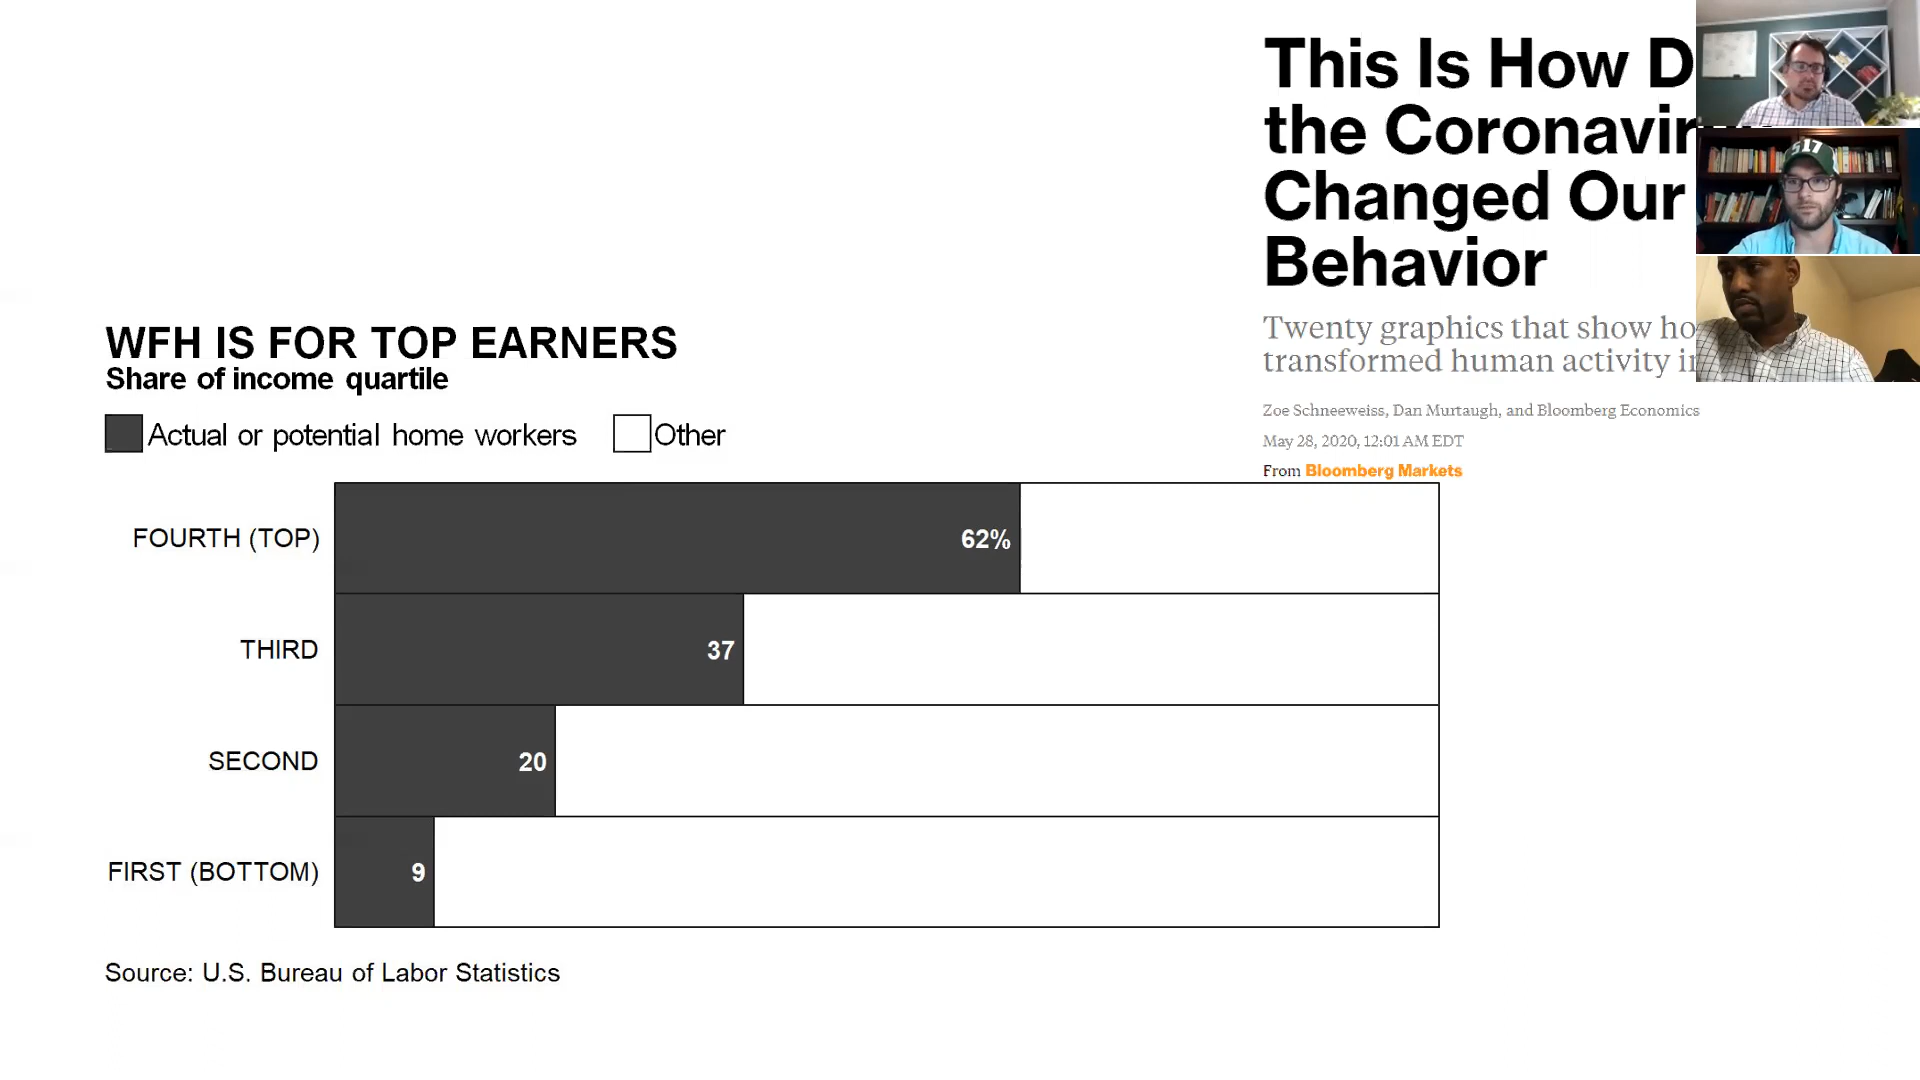 This Is How D
the Coronavir
Changed Our
Behavior
Twenty graphics that show ho
transformed human activity i
Zoe Schneeweiss, Dan Murtaugh, and Bloomberg Economics
May 28, 2020, 12:01 AM EDT
From Bloomberg Markets
517
WFH IS FOR TOP EARNERS
Share of income quartile
Actual or potential home workers Other
FOURTH (TOP) 62%
THIRD 37
SECOND 20
FIRST (BOTTOM) 9
Source: U.S. Bureau of Labor Statistics